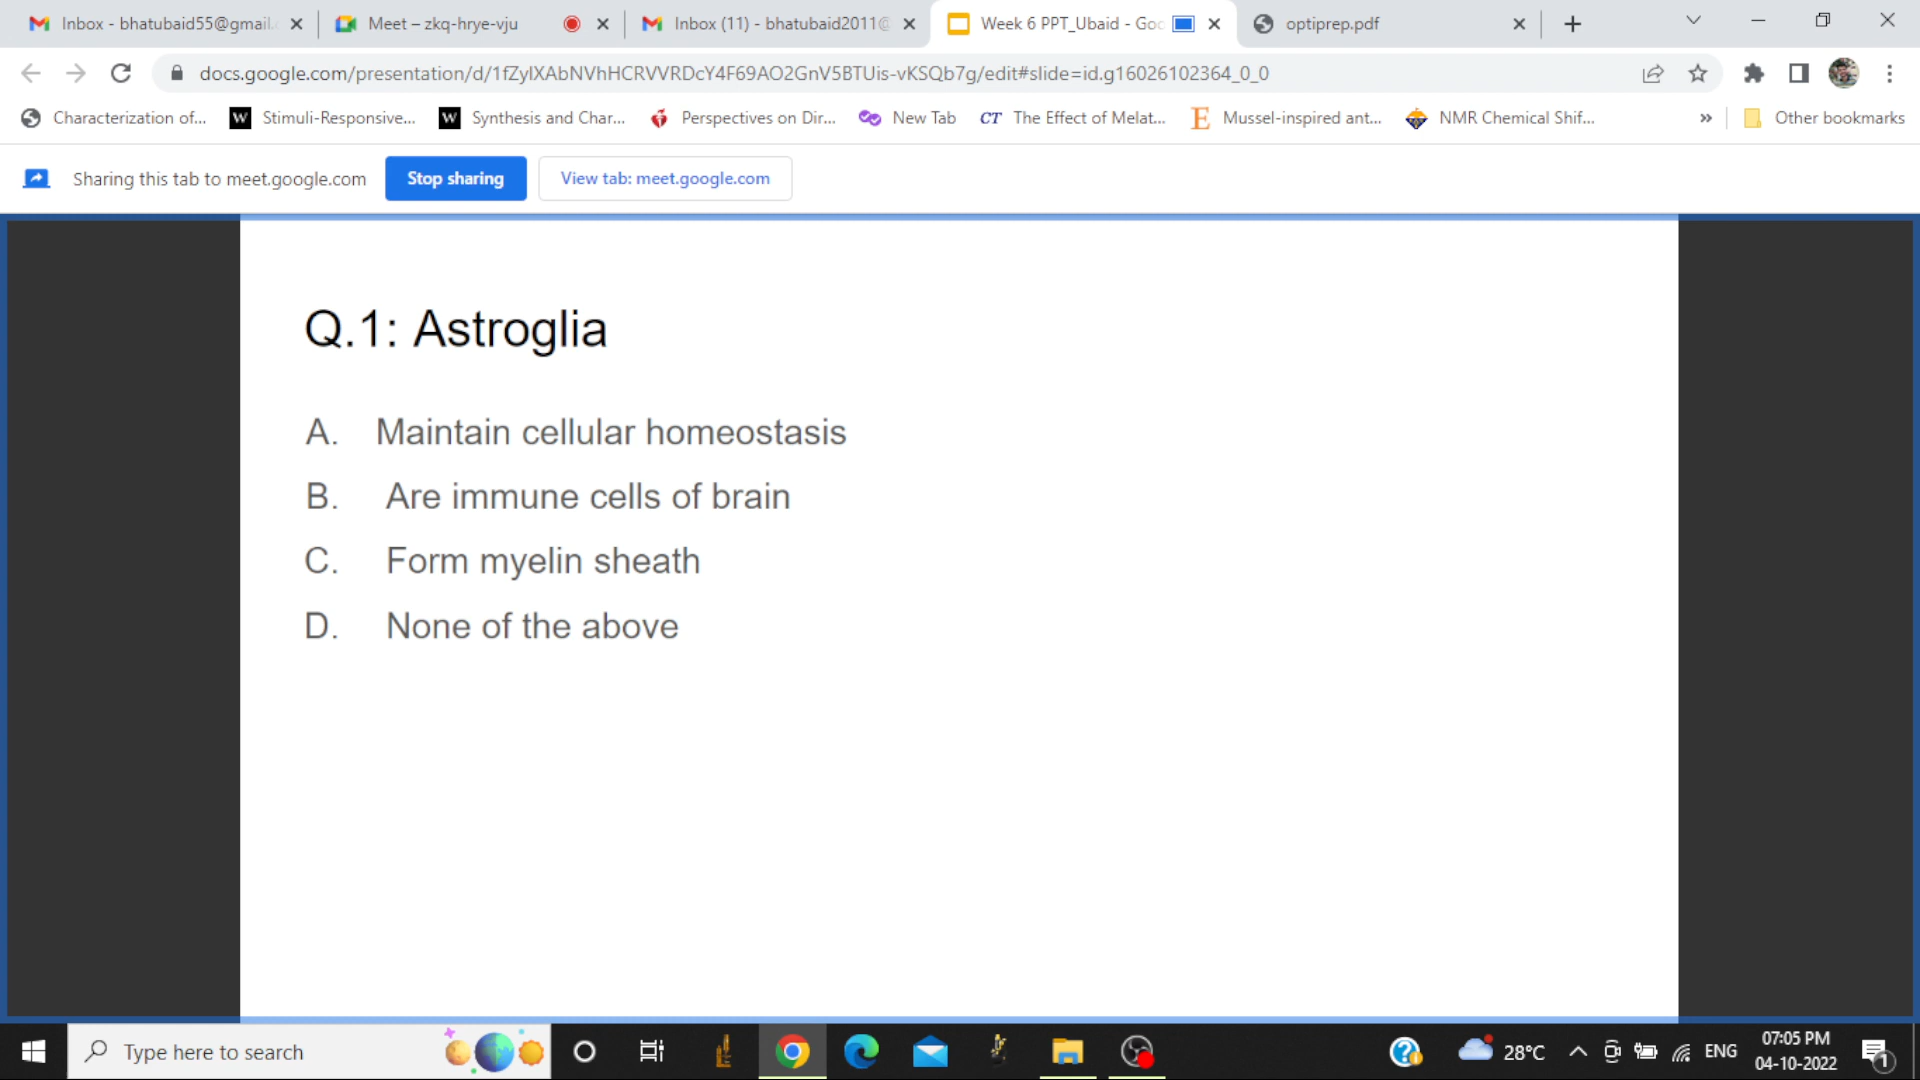 Inbox - bhatubaid55@gmail.c
Meet – zkq-hrye-vju
Inbox (11) - bhatubaid2011@
Week 6 PPT_Ubaid - Goo
optiprep.pdf
docs.google.com/presentation/d/1fZylXAbNVhHCRVVRDcY4F69AO2GnV5BTUis-vKSQb7g/edit#slide=id.g16026102364_0_0
Characterization of...
W Stimuli-Responsive...
W Synthesis and Char...
Perspectives on Dir...
New Tab
CT The Effect of Melat...
E Mussel-inspired ant...
NMR Chemical Shif...
»
Other bookmarks
Sharing this tab to meet.google.com
Stop sharing
View tab: meet.google.com
Q.1: Astroglia
A. Maintain cellular homeostasis
B. Are immune cells of brain
C. Form myelin sheath
D. None of the above
Type here to search
28°C
ENG
07:05 PM
04-10-2022
1